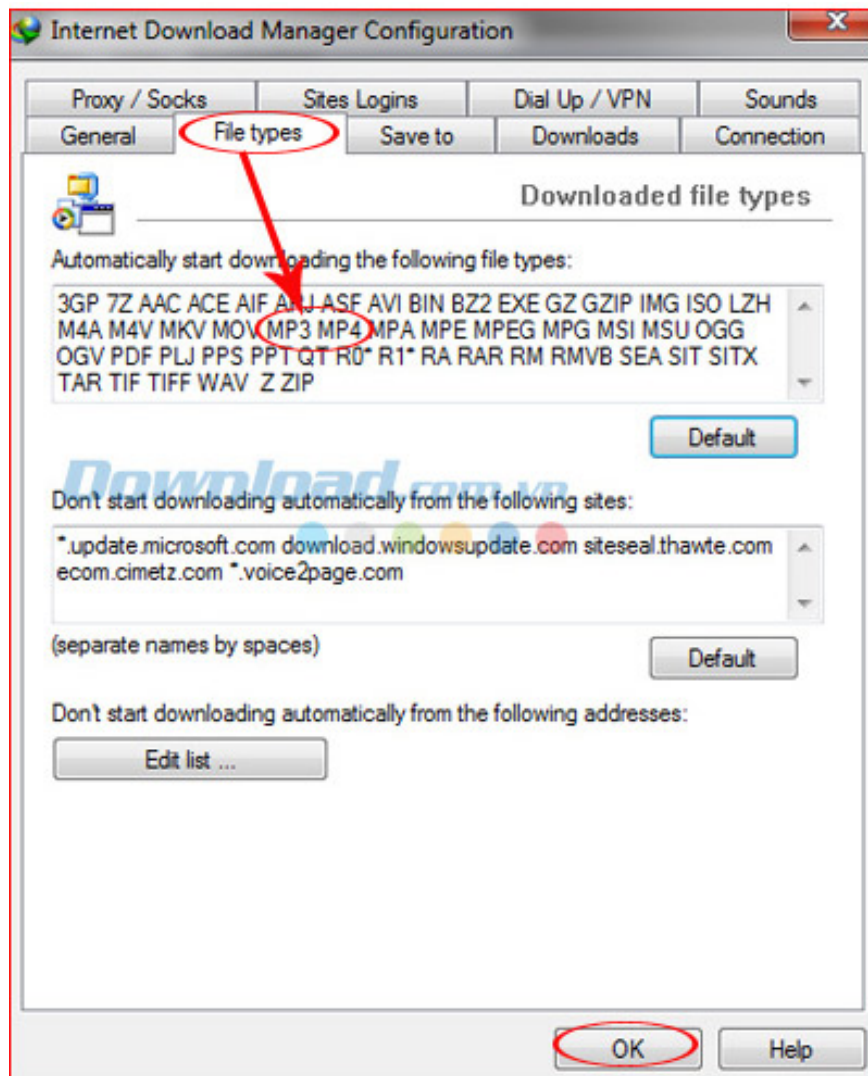 Internet Download Manager Configuration
Proxy / Socks Sites Logins Dial Up / VPN Sounds
General File types Save to Downloads Connection
Downloaded file types
Automatically start downloading the following file types:
3GP 7Z AAC ACE AIF ARJ ASF AVI BIN BZ2 EXE GZ GZIP IMG ISO LZH
M4A M4V MKV MOV MP3 MP4 MPA MPE MPEG MPG MSI MSU OGG
OGV PDF PLJ PPS PPT QT R0* R1* RA RAR RM RMVB SEA SIT SITX
TAR TIF TIFF WAV Z ZIP
Default
Download.com.vn
Don't start downloading automatically from the following sites:
*.update.microsoft.com download.windowsupdate.com siteseal.thawte.com
ecom.cimetz.com *.voice2page.com
(separate names by spaces)
Default
Don't start downloading automatically from the following addresses:
Edit list ...
OK Help